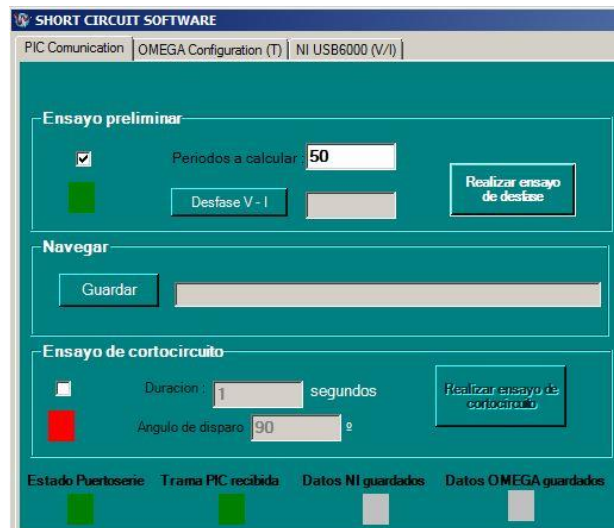 SHORT CIRCUIT SOFTWARE
PIC Comunication OMEGA Configuration (T) NI USB6000 (V/I)
Ensayo preliminar
Periodos a calcular : 50
Desfase V - I
Realizar ensayo
de desfase
Navegar
Guardar
Ensayo de cortocircuito
Duracion : 1 segundos
Angulo de disparo 90 º
Realizar ensayo de
cortocircuito
Estado Puertoserie Trama PIC recibida Datos NI guardados Datos OMEGA guardados